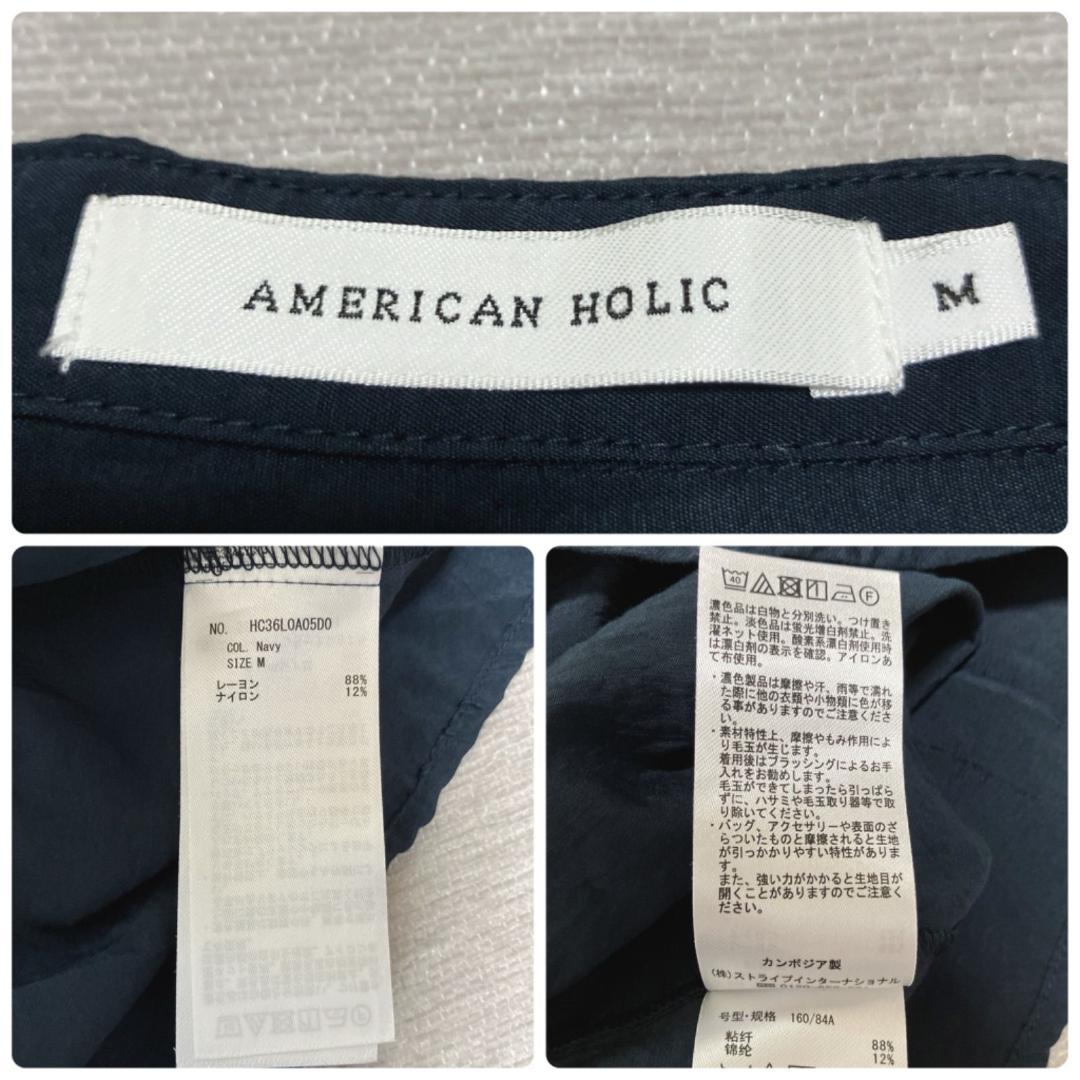 AMERICAN HOLIC
M
NO. HC36L0A05D0
COL. Navy
SIZE M
レーヨン 88%
ナイロン 12%
40
F
濃色品は白物と分別洗い。つけ置き
禁止。淡色品は蛍光増白剤禁止。洗
濯ネット使用。酸素系漂白剤使用時
は漂白剤の表示を確認。アイロンあ
て布使用。
・濃色製品は摩擦や汗、雨等で濡れ
た際に他の衣類や小物類に色が移
る事がありますのでご注意くださ
い。
・素材特性上、摩擦やもみ作用によ
り毛玉が生じます。
着用後はブラッシングによるお手
入れをお勧めします。
毛玉ができてしまったら引っぱら
ずに、ハサミや毛玉取り器等で取
り除いてください。
・バッグ、アクセサリーや表面のざ
らついたものと摩擦されると生地
が引っかかりやすい特性がありま
す。
また、強い力がかかると生地目が
開くことがありますのでご注意く
ださい。
カンボジア製
(株)ストライプインターナショナル
号型・规格 160/84A
粘纤 88%
锦纶 12%